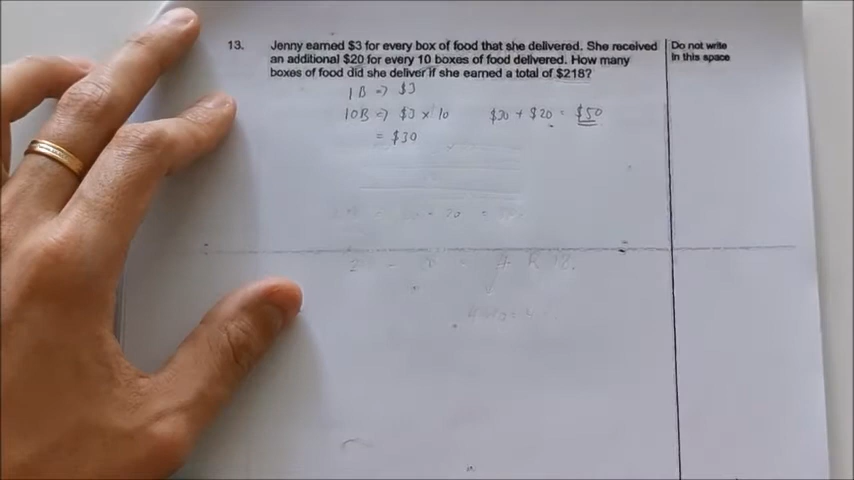 13. Jenny earned $3 for every box of food that she delivered. She received
an additional $20 for every 10 boxes of food delivered. How many
boxes of food did she deliver if she earned a total of $218?
Do not write
in this space
1B => $3
10B => $3 x 10
= $30
$30 + $20 = $50